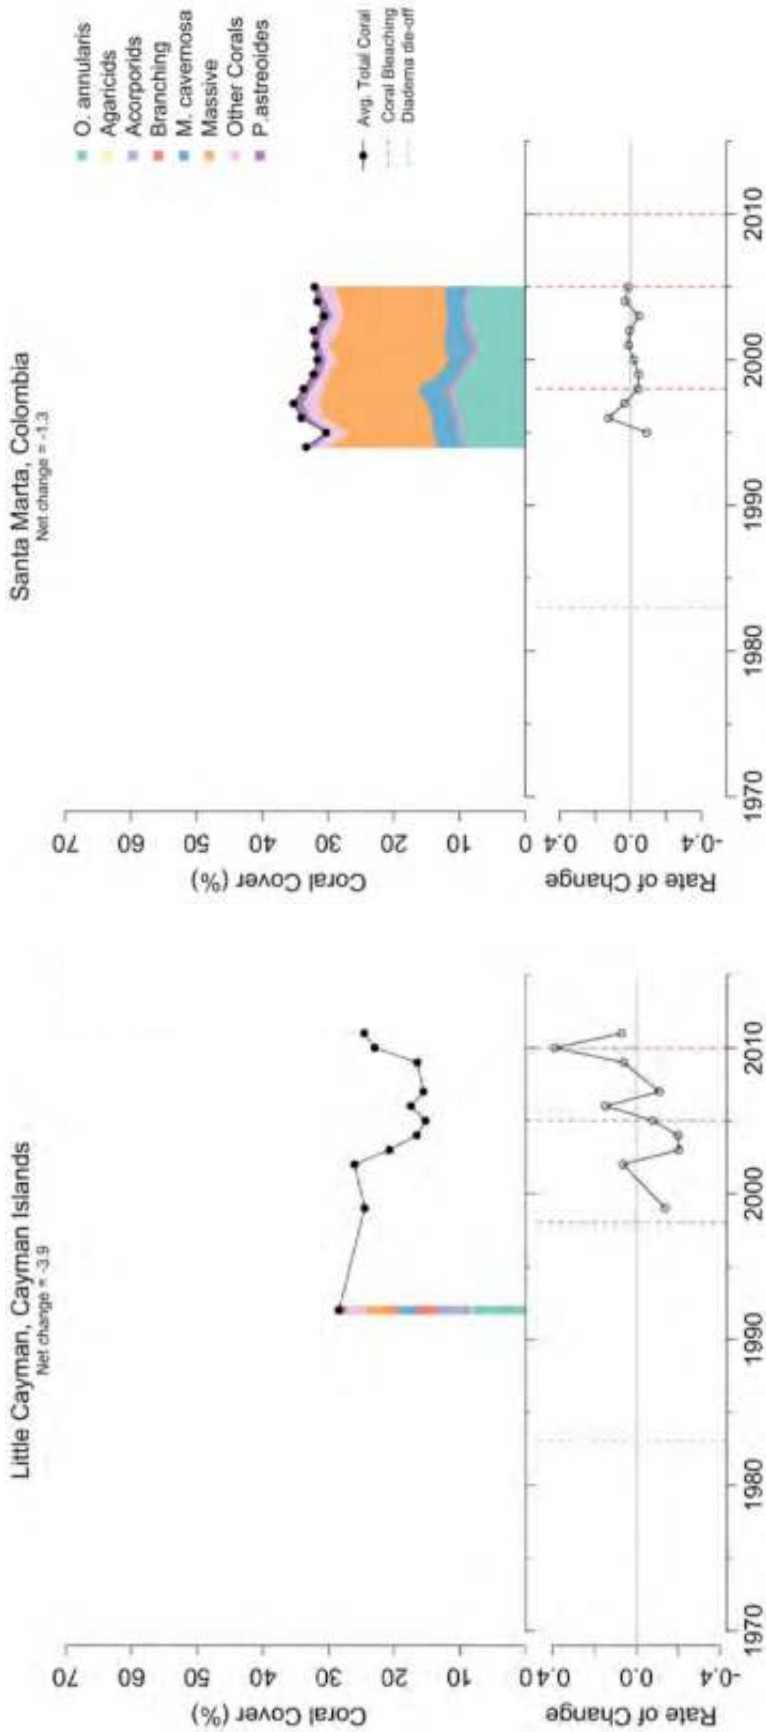 Little Cayman, Cayman Islands
Net change = -3.9
Coral Cover (%)
70
60
50
40
30
20
10
0
Rate of Change
0.4
0.0
-0.4
1970
1980
1990
2000
2010
Santa Marta, Colombia
Net change = -1.3
Coral Cover (%)
70
60
50
40
30
20
10
0
Rate of Change
0.4
0.0
-0.4
1970
1980
1990
2000
2010
O. annularis
Agaricids
Acorporids
Branching
M. cavernosa
Massive
Other Corals
P.astreoides
Avg. Total Coral
Coral Bleaching
Diadema die-off